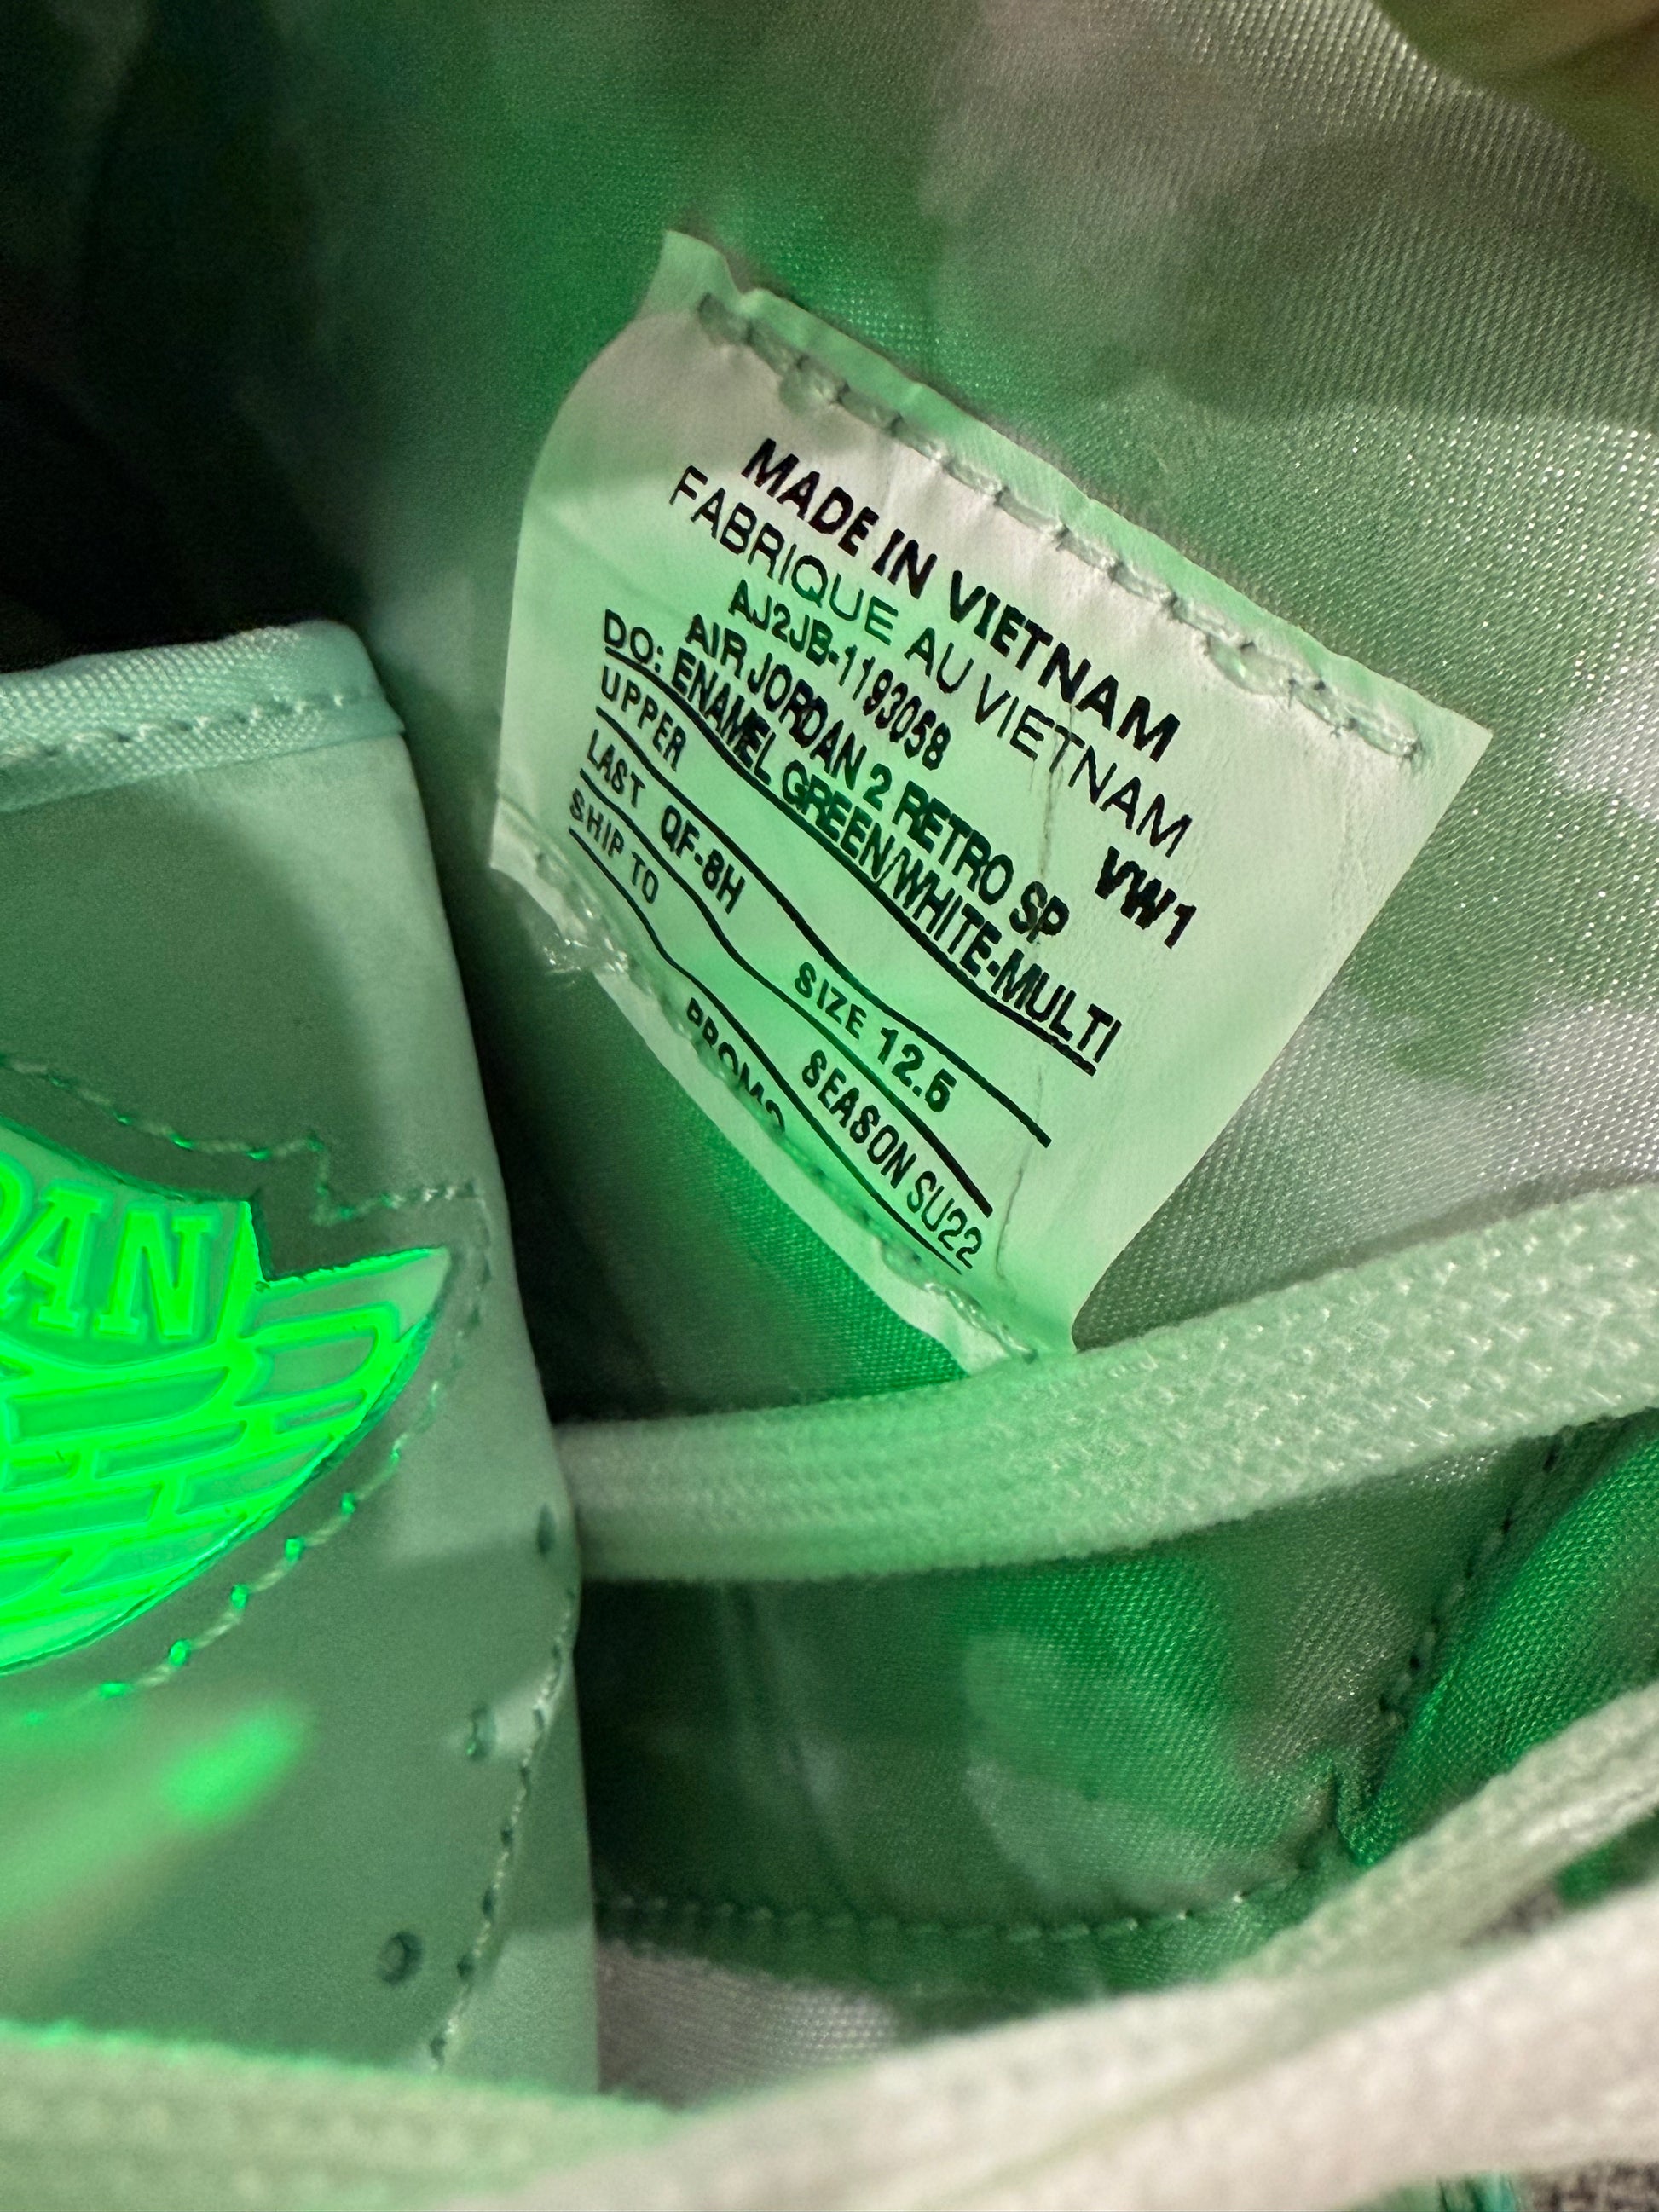 MADE IN VIETNAM
FABRIQUE AU VIETNAM
AJ2JB-1193058 VW1
AIR JORDAN 2 RETRO SP
DO: ENAMEL GREEN/WHITE-MULTI
UPPER
LAST QF-8H SIZE 12.5
SHIP TO SEASON SU22
PROMO
DAN